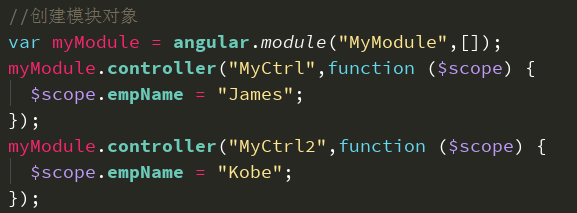 //创建模块对象
var myModule = angular.module("MyModule",[]);
myModule.controller("MyCtrl",function ($scope) {
  $scope.empName = "James";
});
myModule.controller("MyCtrl2",function ($scope) {
  $scope.empName = "Kobe";
});